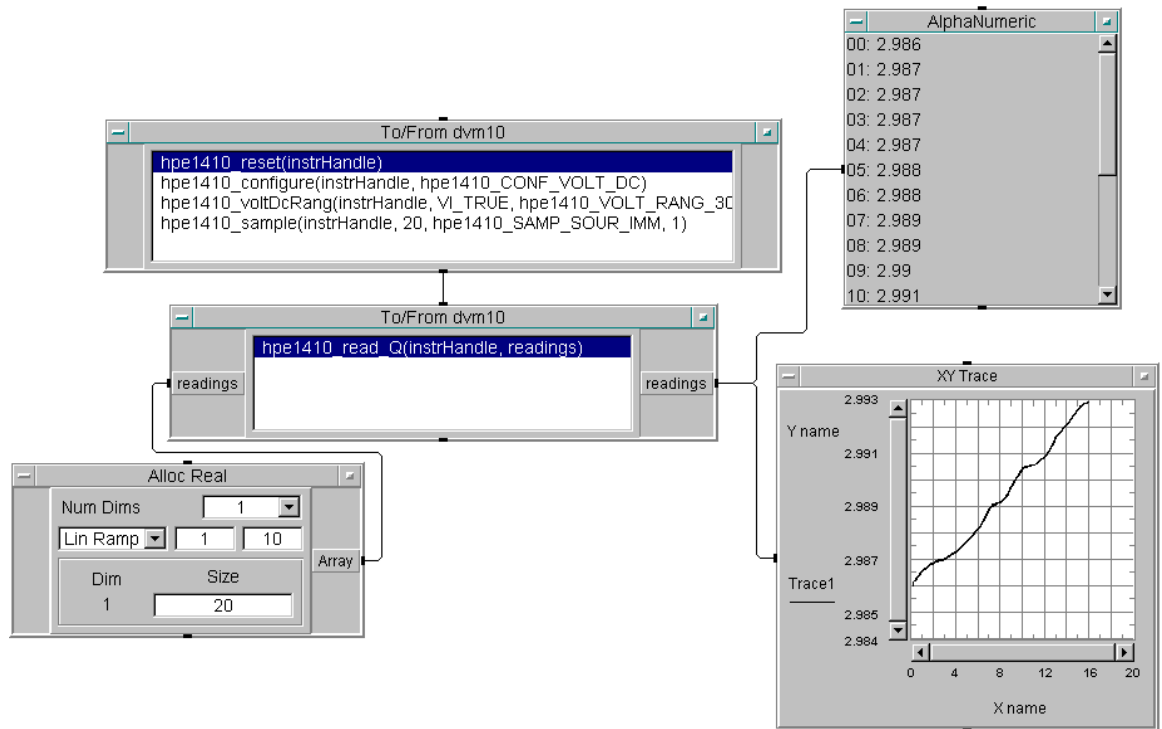 AlphaNumeric
00: 2.986
01: 2.987
02: 2.987
03: 2.987
04: 2.987
05: 2.988
06: 2.988
07: 2.989
08: 2.989
09: 2.99
10: 2.991
To/From dvm10
hpe1410_reset(instrHandle)
hpe1410_configure(instrHandle, hpe1410_CONF_VOLT_DC)
hpe1410_voltDcRang(instrHandle, VI_TRUE, hpe1410_VOLT_RANG_30
hpe1410_sample(instrHandle, 20, hpe1410_SAMP_SOUR_IMM, 1)
To/From dvm10
readings
hpe1410_read_Q(instrHandle, readings)
readings
Alloc Real
Num Dims 1
Lin Ramp 1 10
Dim Size
1 20
Array
XY Trace
Y name
2.993
2.991
2.989
2.987
2.985
2.984
Trace1
0 4 8 12 16 20
X name